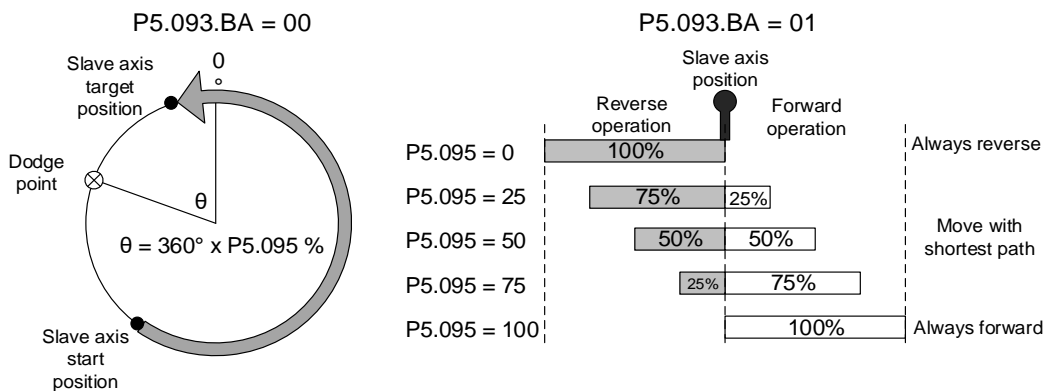 P5.093.BA = 00
0
°
Slave axis
target
position
Dodge
point
θ
θ = 360° x P5.095 %
Slave axis
start
position
P5.093.BA = 01
Slave axis
position
Reverse
operation
Forward
operation
P5.095 = 0
100%
Always reverse
P5.095 = 25
75%
25%
P5.095 = 50
50%
50%
Move with
shortest path
P5.095 = 75
25%
75%
P5.095 = 100
100%
Always forward